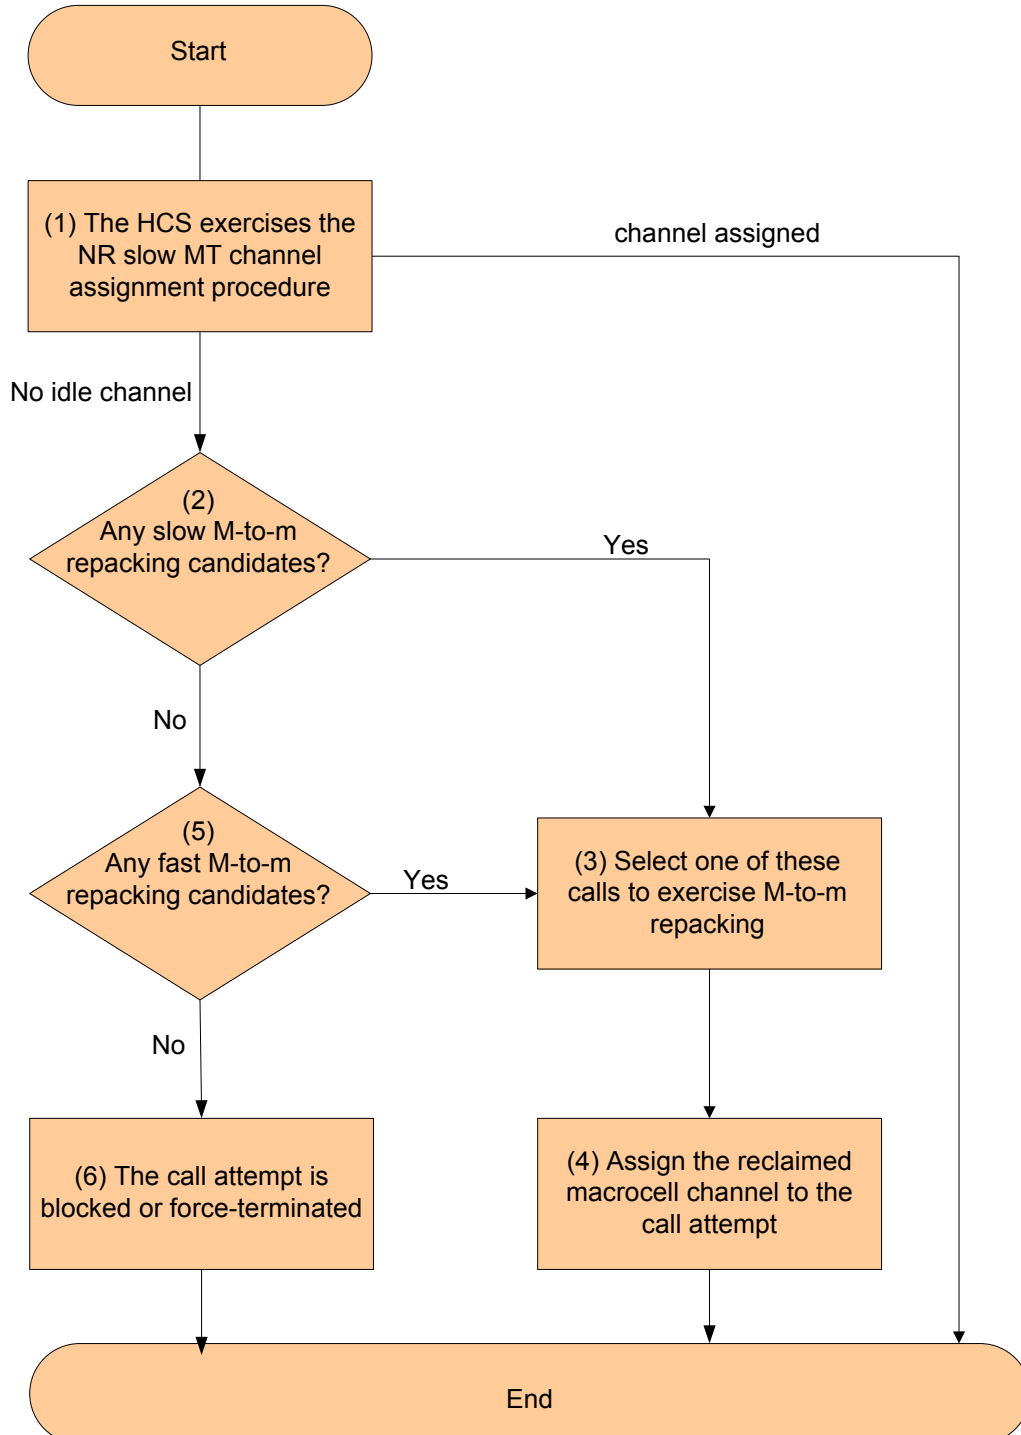 Start
(1) The HCS exercises the
NR slow MT channel
assignment procedure
channel assigned
No idle channel
(2)
Any slow M-to-m
repacking candidates?
Yes
No
(5)
Any fast M-to-m
repacking candidates?
Yes
(3) Select one of these
calls to exercise M-to-m
repacking
No
(6) The call attempt is
blocked or force-terminated
(4) Assign the reclaimed
macrocell channel to the
call attempt
End